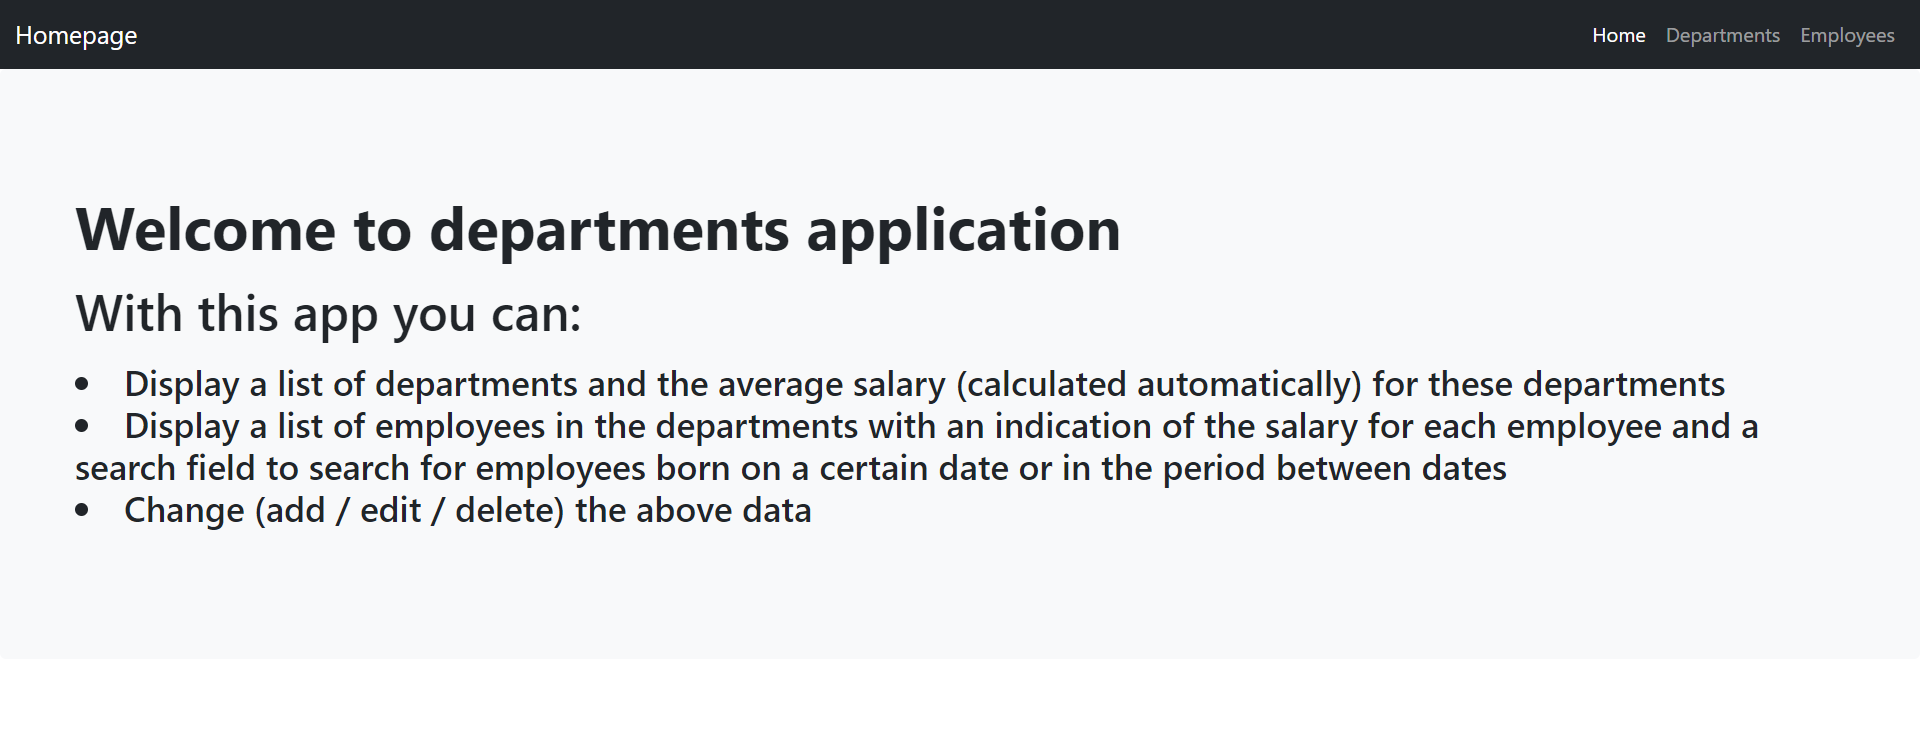 Homepage
Home Departments Employees
Welcome to departments application
With this app you can:
• Display a list of departments and the average salary (calculated automatically) for these departments
• Display a list of employees in the departments with an indication of the salary for each employee and a
search field to search for employees born on a certain date or in the period between dates
• Change (add / edit / delete) the above data